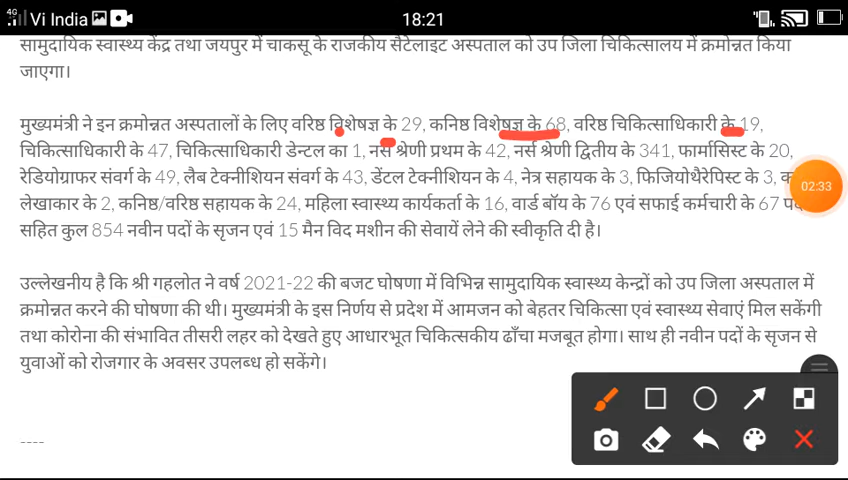 4G Vi India 18:21
सामुदायिक स्वास्थ्य केंद्र तथा जयपुर में चाकसू के राजकीय सैटेलाइट अस्पताल को उप जिला चिकित्सालय में क्रमोन्नत किया
जाएगा।
मुख्यमंत्री ने इन क्रमोन्नत अस्पतालों के लिए वरिष्ठ विशेषज्ञ के 29, कनिष्ठ विशेषज्ञ के 68, वरिष्ठ चिकित्साधिकारी के 19,
चिकित्साधिकारी के 47, चिकित्साधिकारी डेन्टल का 1, नर्स श्रेणी प्रथम के 42, नर्स श्रेणी द्वितीय के 341, फार्मासिस्ट के 20,
रेडियोग्राफर संवर्ग के 49, लैब टेक्नीशियन संवर्ग के 43, डेंटल टेक्नीशियन के 4, नेत्र सहायक के 3, फिजियोथैरेपिस्ट के 3,
02:33
लेखाकार के 2, कनिष्ठ/वरिष्ठ सहायक के 24, महिला स्वास्थ्य कार्यकर्ता के 16, वार्ड बॉय के 76 एवं सफाई कर्मचारी के 67
सहित कुल 854 नवीन पदों के सृजन एवं 15 मैन विद मशीन की सेवायें लेने की स्वीकृति दी है।
उल्लेखनीय है कि श्री गहलोत ने वर्ष 2021-22 की बजट घोषणा में विभिन्न सामुदायिक स्वास्थ्य केन्द्रों को उप जिला अस्पताल में
क्रमोन्नत करने की घोषणा की थी। मुख्यमंत्री के इस निर्णय से प्रदेश में आमजन को बेहतर चिकित्सा एवं स्वास्थ्य सेवाएं मिल सकेंगी
तथा कोरोना की संभावित तीसरी लहर को देखते हुए आधारभूत चिकित्सकीय ढाँचा मजबूत होगा। साथ ही नवीन पदों के सृजन से
युवाओं को रोजगार के अवसर उपलब्ध हो सकेंगे।
----